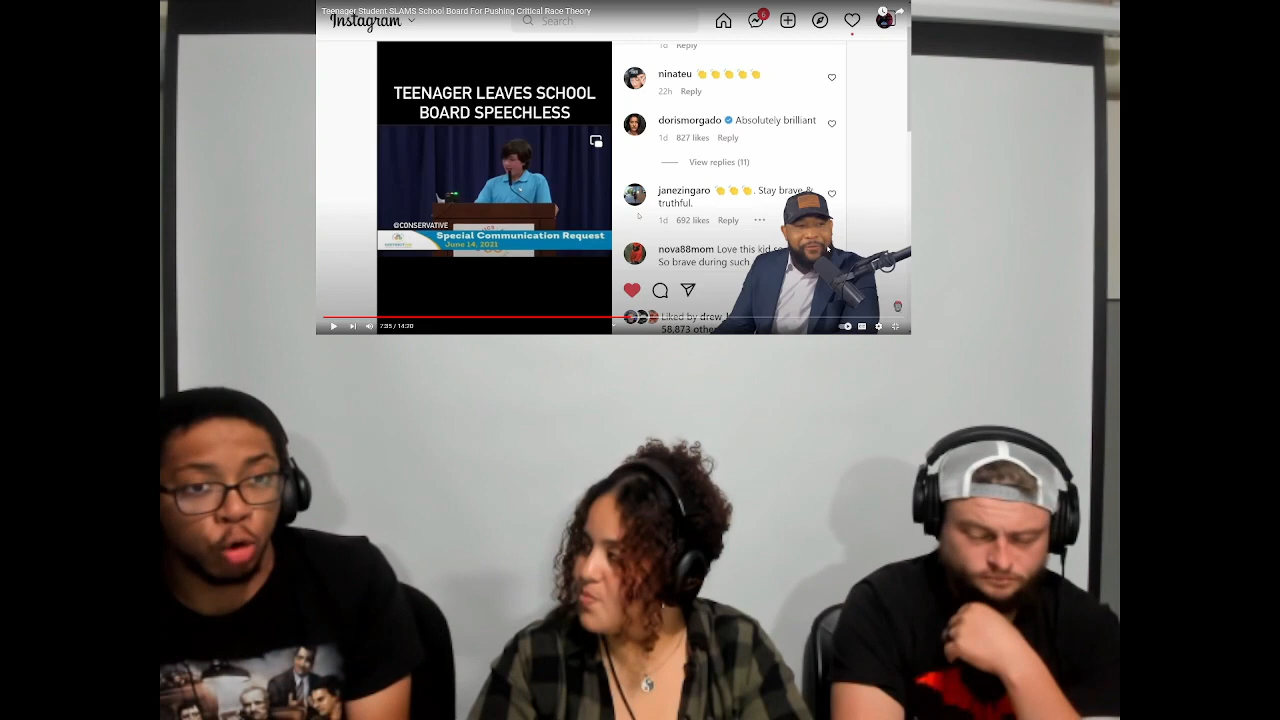 Teenager Student SLAMS School Board For Pushing Critical Race Theory
Instagram
Search
6
1d Reply
TEENAGER LEAVES SCHOOL
BOARD SPEECHLESS
ninateu 👏👏👏👏👏
22h Reply
dorismorgado Absolutely brilliant
1d 827 likes Reply
View replies (11)
janezingaro 👏👏👏. Stay brave &
truthful.
1d 692 likes Reply
@CONSERVATIVE
Special Communication Request
June 14, 2021
nova88mom Love this kid
So brave during such
Liked by
58,873
7:35 / 14:20